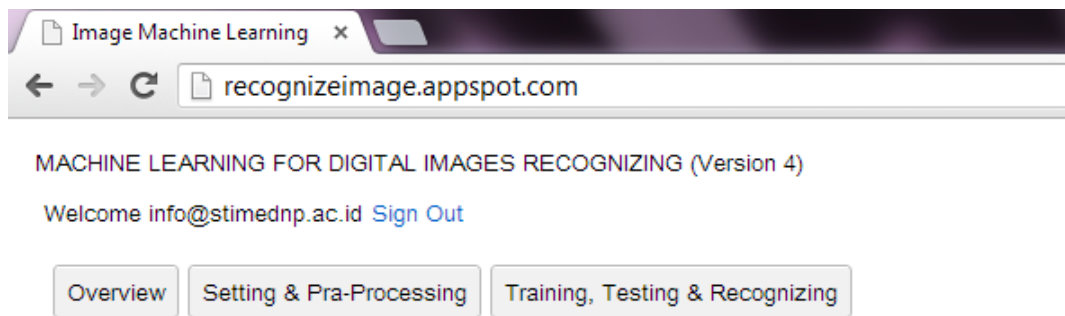 Image Machine Learning ×
recognizeimage.appspot.com
MACHINE LEARNING FOR DIGITAL IMAGES RECOGNIZING (Version 4)
Welcome info@stimednp.ac.id Sign Out
Overview Setting & Pra-Processing Training, Testing & Recognizing